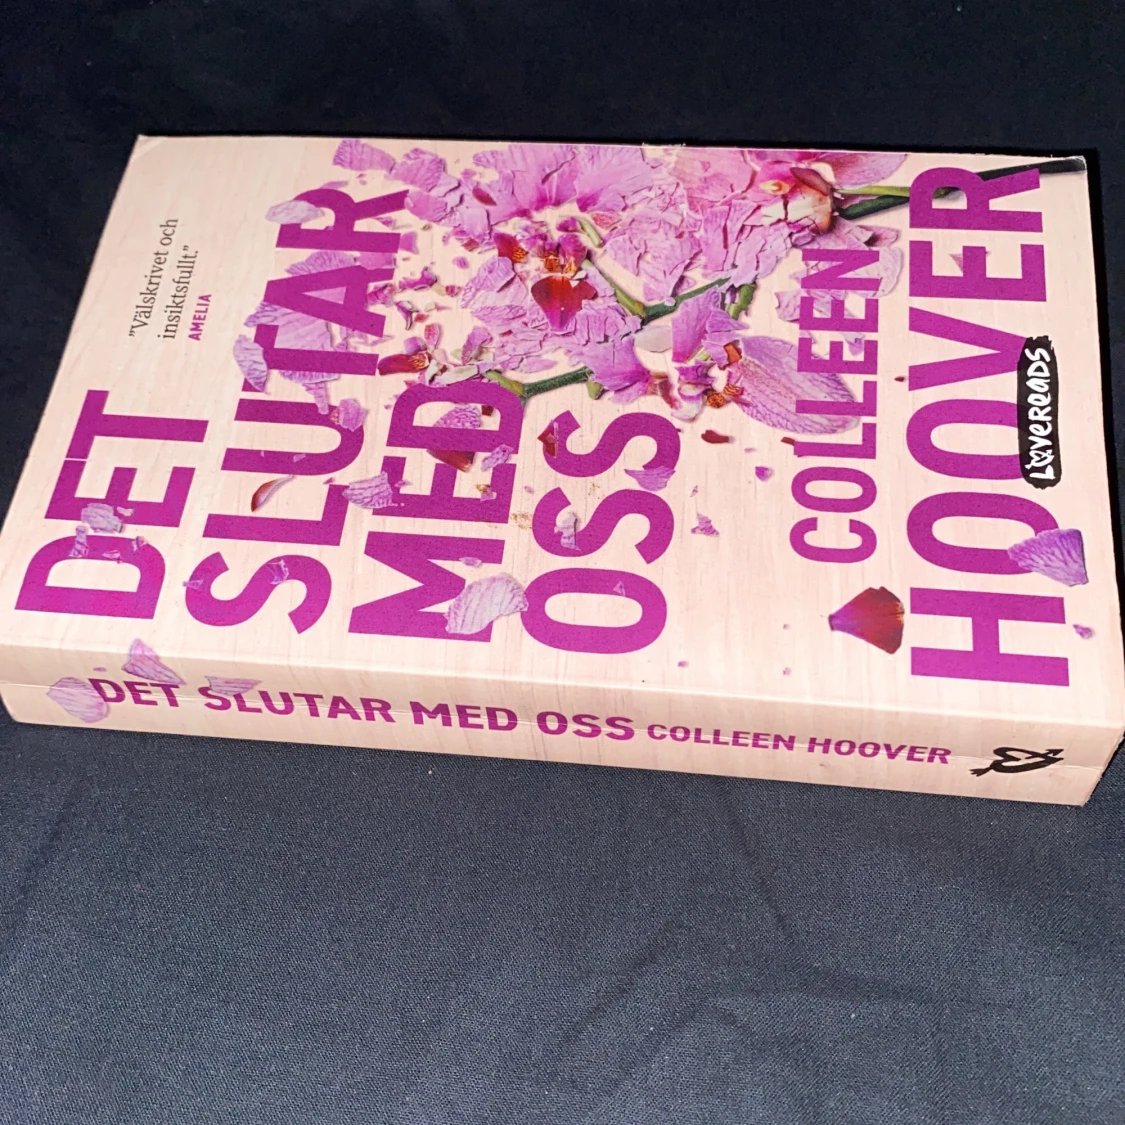 ”Välskrivet och
insiktsfullt.”
AMELIA
DET
SLUTAR
MED
OSS
COLLEEN
HOOVER
LOVEREADS
DET SLUTAR MED OSS COLLEEN HOOVER